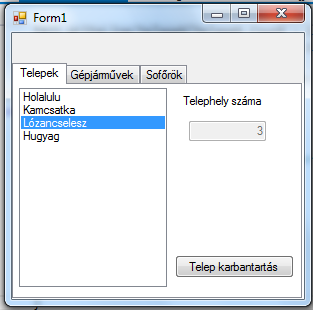 Form1
Telepek Gépjárművek Sofőrök
Holalulu
Kamcsatka
Lózancselesz
Hugyag
Telephely száma
3
Telep karbantartás